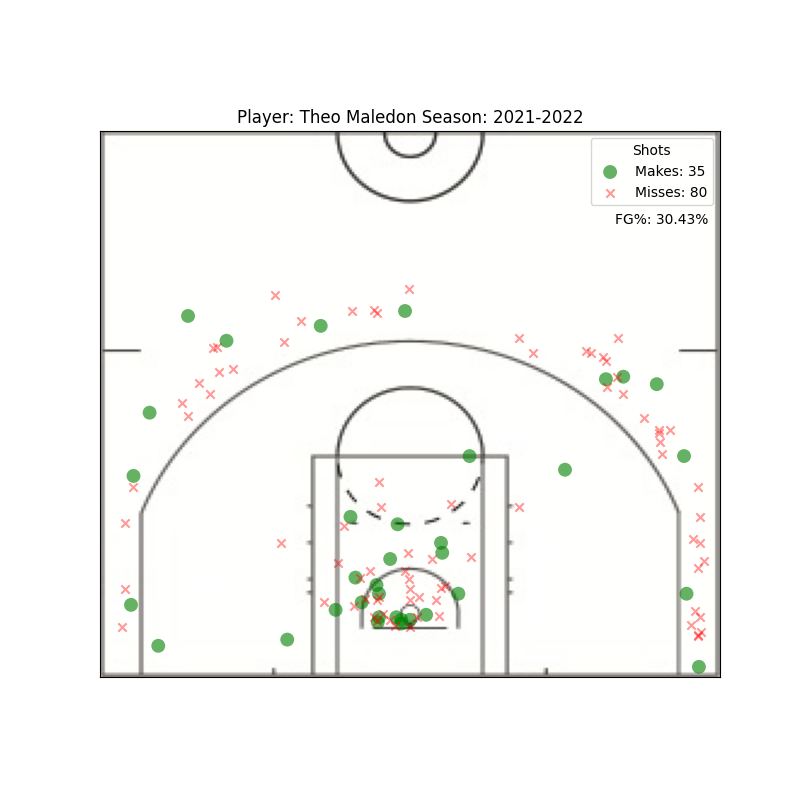 Player: Theo Maledon Season: 2021-2022
Shots
Makes: 35
Misses: 80
FG%: 30.43%